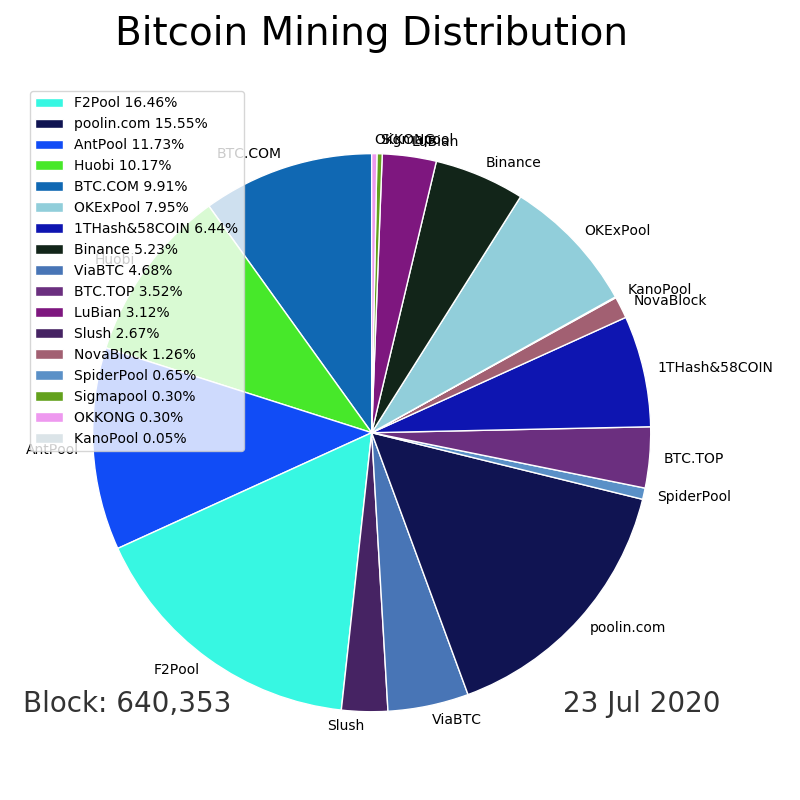 Bitcoin Mining Distribution
F2Pool 16.46%
poolin.com 15.55%
AntPool 11.73%
Huobi 10.17%
BTC.COM 9.91%
OKExPool 7.95%
1THash&58COIN 6.44%
Binance 5.23%
ViaBTC 4.68%
BTC.TOP 3.52%
LuBian 3.12%
Slush 2.67%
NovaBlock 1.26%
SpiderPool 0.65%
Sigmapool 0.30%
OKKONG 0.30%
KanoPool 0.05%
OKKONG
Sigmapool
LuBian
BTC.COM
Binance
OKExPool
Huobi
KanoPool
NovaBlock
1THash&58COIN
AntPool
BTC.TOP
SpiderPool
poolin.com
F2Pool
Slush
ViaBTC
Block: 640,353
23 Jul 2020